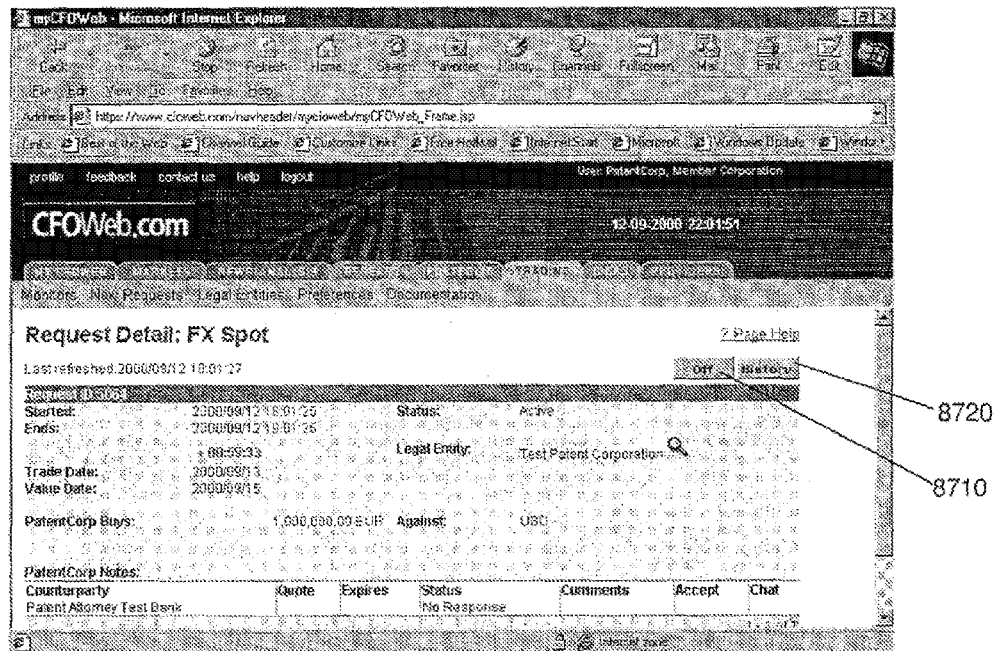 myCFOWeb - Microsoft Internet Explorer
Back Stop Refresh Home Search Favorites History Channels Fullscreen Mail Print Edit
File Edit View Go Favorites Help
Address https://www.cfoweb.com/navheader/mycfoweb/myCFOWeb_Frame.jsp
Links Best of the Web Channel Guide Customize Links Free Hotmail Internet Start Microsoft Windows Update
profile feedback contact us help logout User: PatentCorp, Member Corporation
CFOWeb.com 12-09-2000 22:01:51
TRADING
Monitors New Requests Legal Entities Preferences Documentation
Request Detail: FX Spot ? Page Help
Last refreshed: 2000/09/12 18:01:27 Off History
8720
8710
Request ID:
Started: 2000/09/12 18:01:26 Status: Active
Ends: 2000/09/12 19:01:26
00:59:33 Legal Entity: Test Patent Corporation
Trade Date: 2000/09/13
Value Date: 2000/09/15
PatentCorp Buys: 1,000,000.00 EUR Against: USD
PatentCorp Notes:
Counterparty Quote Expires Status Comments Accept Chat
Patent Attorney Test Bank No Response
Internet zone